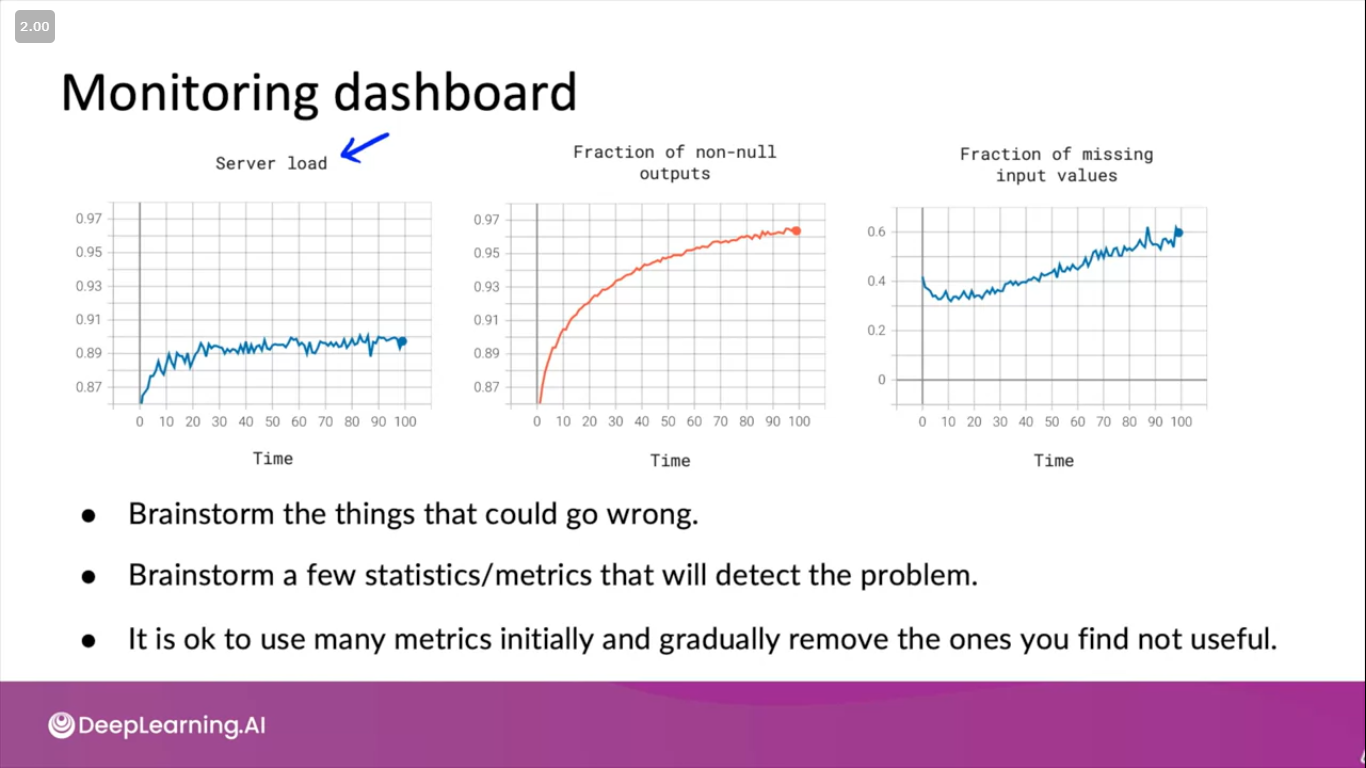 2.00
Monitoring dashboard
Server load
0.97
0.95
0.93
0.91
0.89
0.87
0 10 20 30 40 50 60 70 80 90 100
Time
Fraction of non-null
outputs
0.97
0.95
0.93
0.91
0.89
0.87
0 10 20 30 40 50 60 70 80 90 100
Time
Fraction of missing
input values
0.6
0.4
0.2
0
0 10 20 30 40 50 60 70 80 90 100
Time
● Brainstorm the things that could go wrong.
● Brainstorm a few statistics/metrics that will detect the problem.
● It is ok to use many metrics initially and gradually remove the ones you find not useful.
DeepLearning.AI